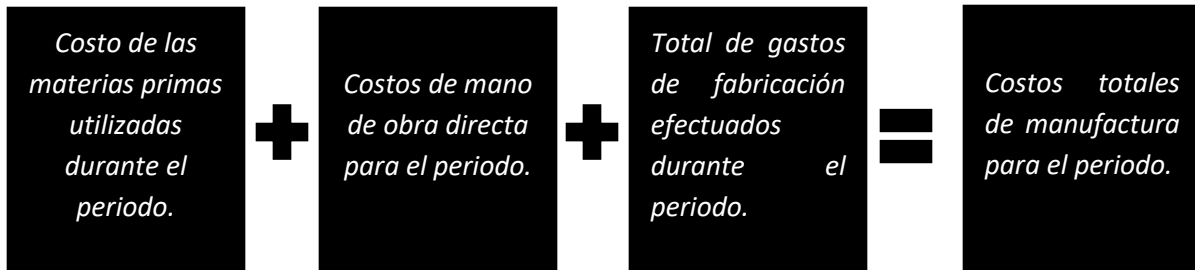 Costo de las
materias primas
utilizadas
durante el
periodo.
+
Costos de mano
de obra directa
para el periodo.
+
Total de gastos
de fabricación
efectuados
durante el
periodo.
=
Costos totales
de manufactura
para el periodo.